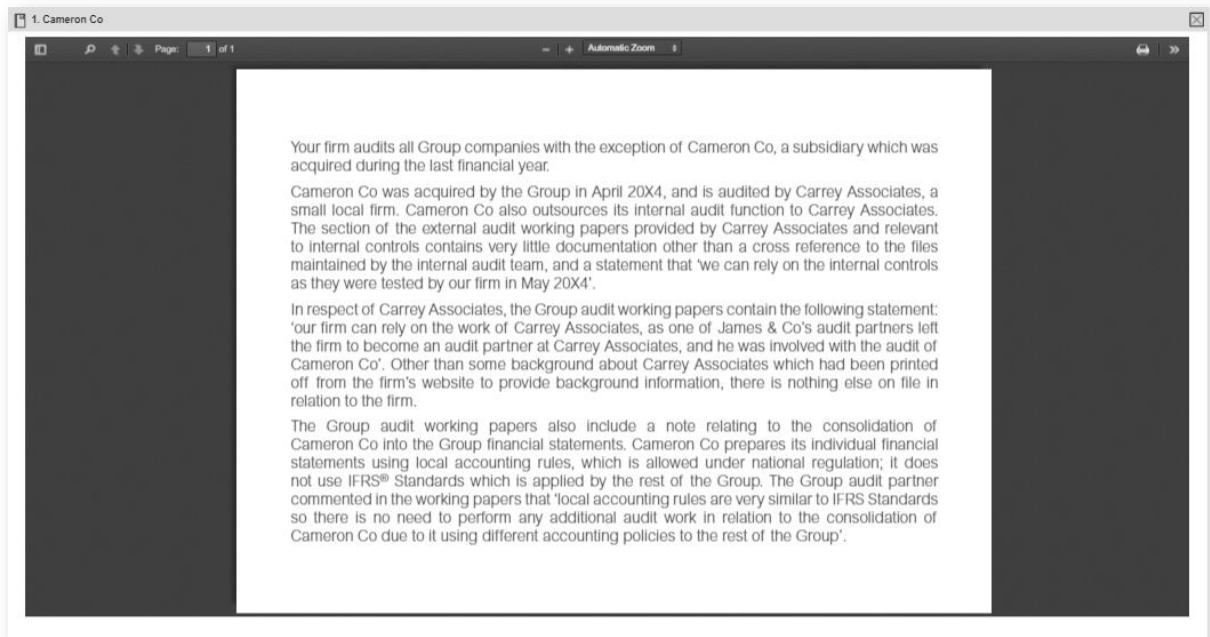 1. Cameron Co
Page: 1 of 1
Automatic Zoom
Your firm audits all Group companies with the exception of Cameron Co, a subsidiary which was
acquired during the last financial year.
Cameron Co was acquired by the Group in April 20X4, and is audited by Carrey Associates, a
small local firm. Cameron Co also outsources its internal audit function to Carrey Associates.
The section of the external audit working papers provided by Carrey Associates and relevant
to internal controls contains very little documentation other than a cross reference to the files
maintained by the internal audit team, and a statement that ‘we can rely on the internal controls
as they were tested by our firm in May 20X4’.
In respect of Carrey Associates, the Group audit working papers contain the following statement:
‘our firm can rely on the work of Carrey Associates, as one of James & Co’s audit partners left
the firm to become an audit partner at Carrey Associates, and he was involved with the audit of
Cameron Co’. Other than some background about Carrey Associates which had been printed
off from the firm’s website to provide background information, there is nothing else on file in
relation to the firm.
The Group audit working papers also include a note relating to the consolidation of
Cameron Co into the Group financial statements. Cameron Co prepares its individual financial
statements using local accounting rules, which is allowed under national regulation; it does
not use IFRS® Standards which is applied by the rest of the Group. The Group audit partner
commented in the working papers that ‘local accounting rules are very similar to IFRS Standards
so there is no need to perform any additional audit work in relation to the consolidation of
Cameron Co due to it using different accounting policies to the rest of the Group’.